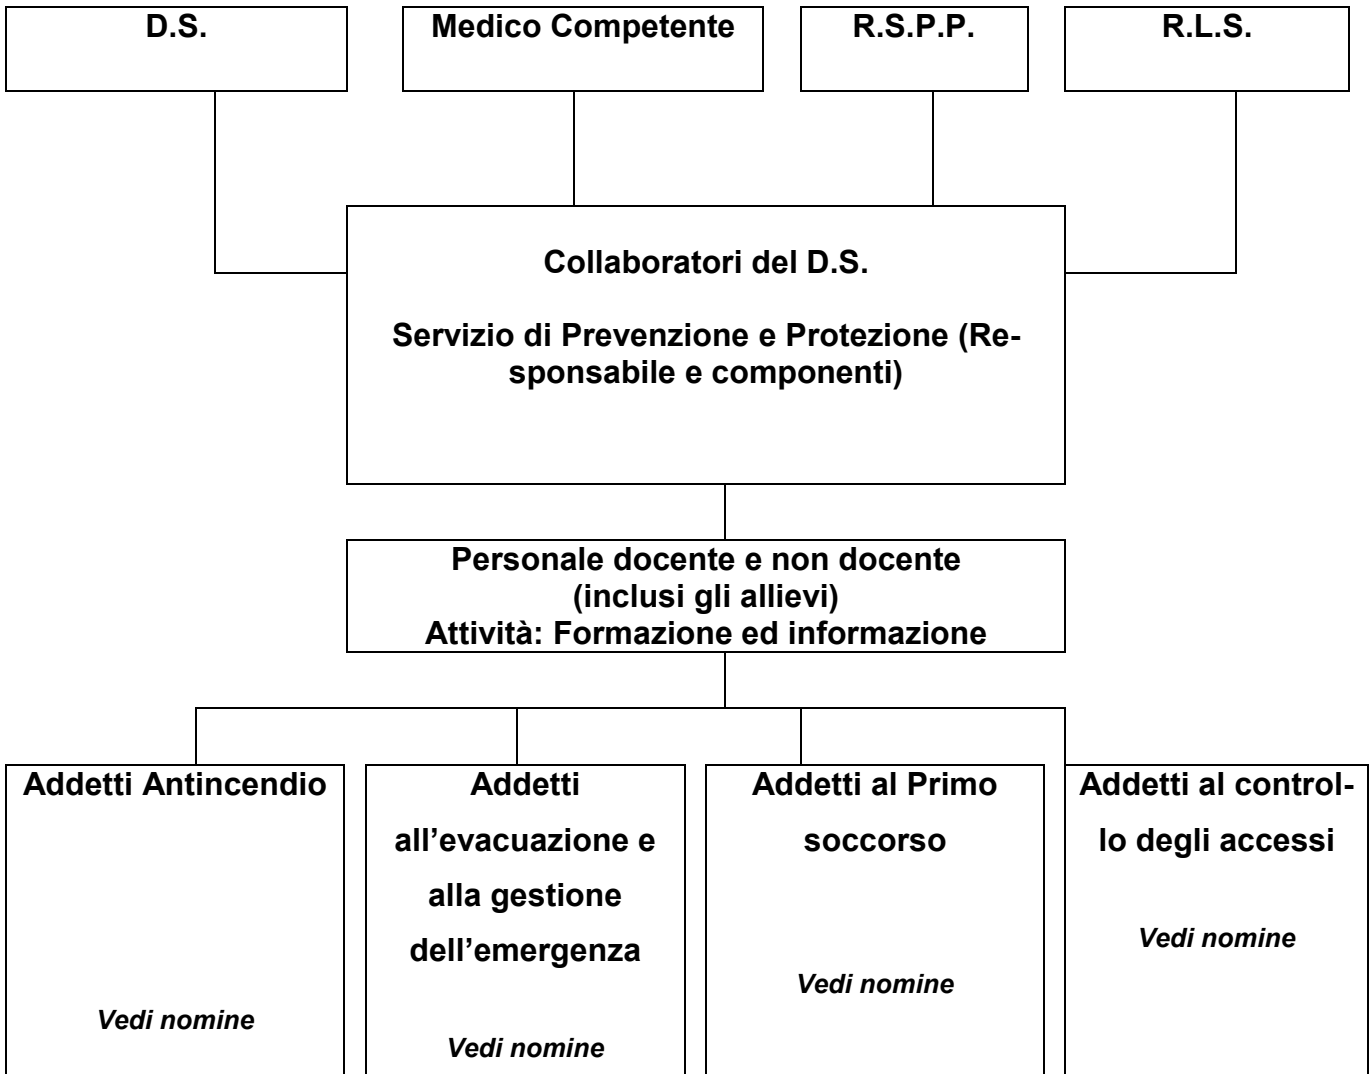 D.S.
Medico Competente
R.S.P.P.
R.L.S.
Collaboratori del D.S.
Servizio di Prevenzione e Protezione (Re-
sponsabile e componenti)
Personale docente e non docente
(inclusi gli allievi)
Attività: Formazione ed informazione
Addetti Antincendio
Vedi nomine
Addetti
all’evacuazione e
alla gestione
dell’emergenza
Vedi nomine
Addetti al Primo
soccorso
Vedi nomine
Addetti al control-
lo degli accessi
Vedi nomine